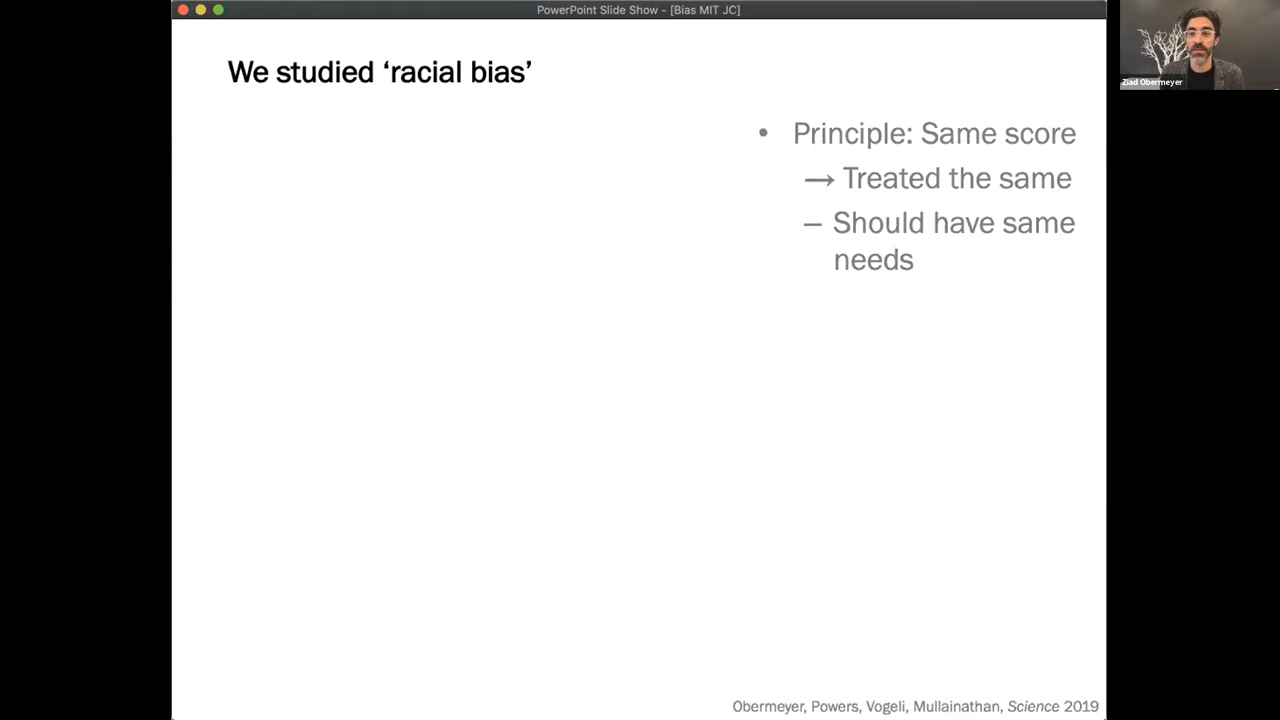 PowerPoint Slide Show - [Bias MIT JC]
We studied ‘racial bias’
• Principle: Same score
→ Treated the same
– Should have same
needs
Obermeyer, Powers, Vogeli, Mullainathan, Science 2019
Ziad Obermeyer